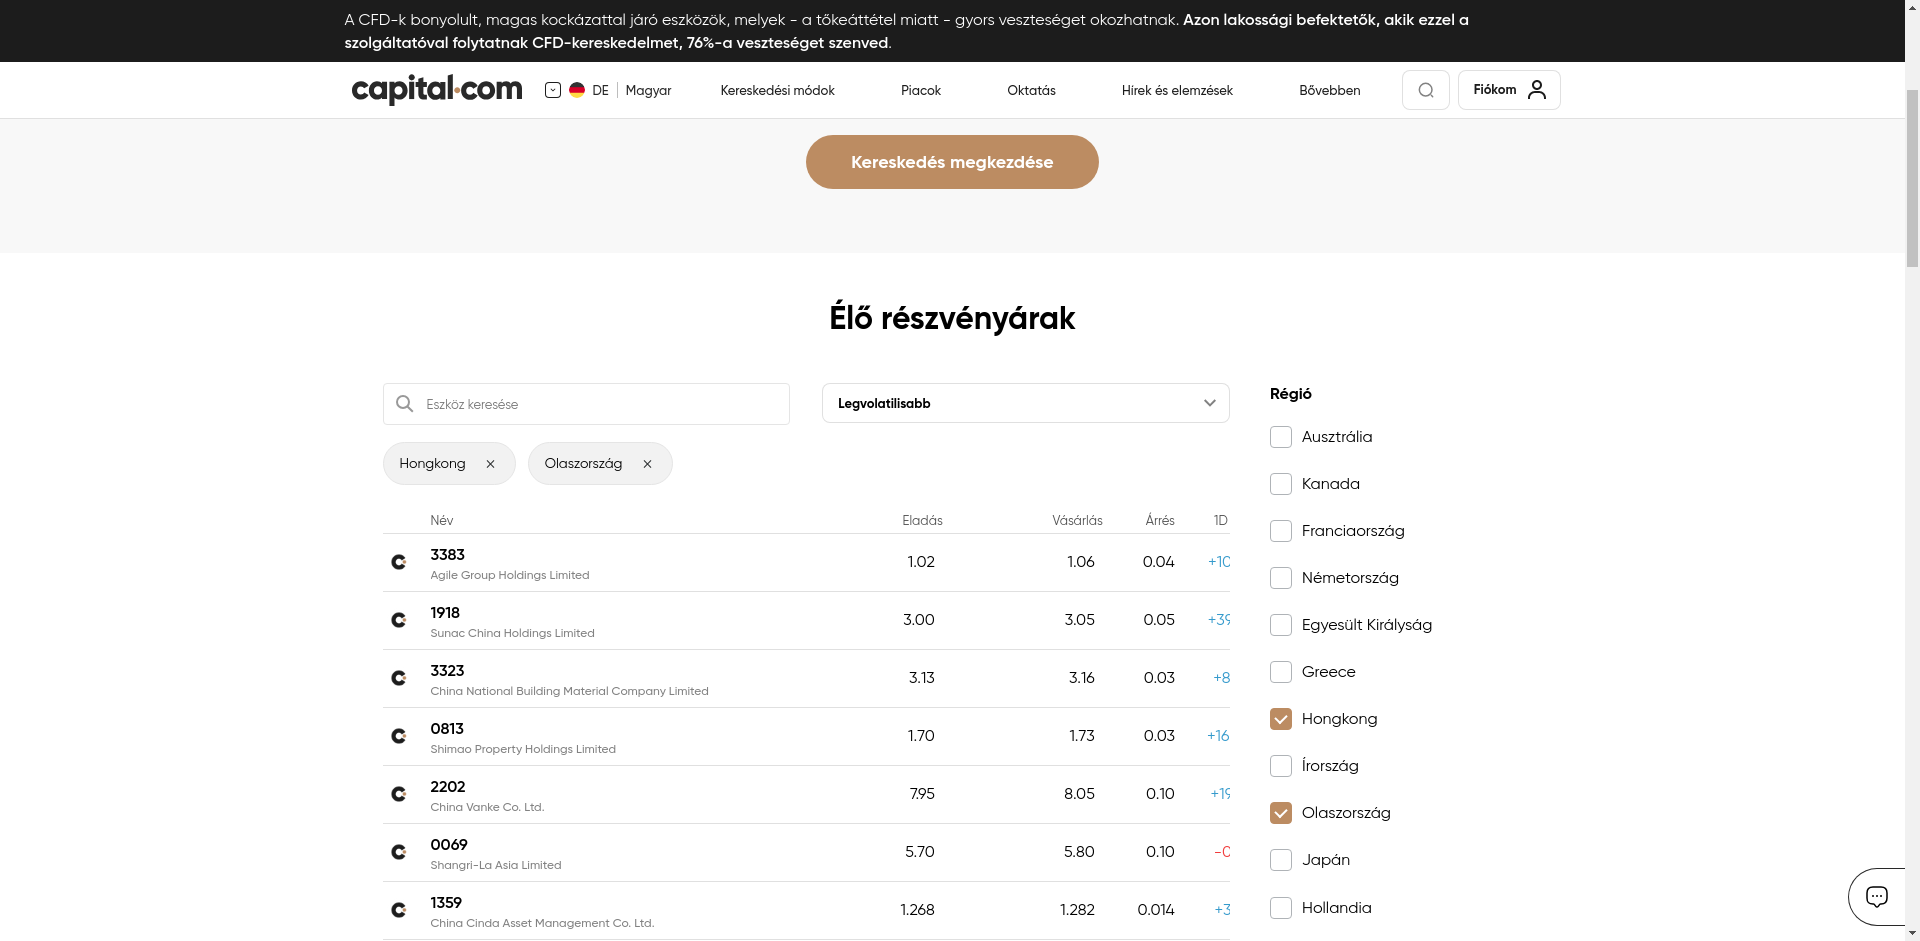 A CFD-k bonyolult, magas kockázattal járó eszközök, melyek - a tőkeáttétel miatt - gyors veszteséget okozhatnak. Azon lakossági befektetők, akik ezzel a
szolgáltatóval folytatnak CFD-kereskedelmet, 76%-a veszteséget szenved.
capital.com
DE
Magyar
Kereskedési módok
Piacok
Oktatás
Hírek és elemzések
Bővebben
Fiókom
Kereskedés megkezdése
Élő részvényárak
Eszköz keresése
Legvolatilisabb
Hongkong
Olaszország
Név Eladás Vásárlás Árrés 1D
3383 1.02 1.06 0.04 +10
Agile Group Holdings Limited
1918 3.00 3.05 0.05 +39
Sunac China Holdings Limited
3323 3.13 3.16 0.03 +8
China National Building Material Company Limited
0813 1.70 1.73 0.03 +16
Shimao Property Holdings Limited
2202 7.95 8.05 0.10 +19
China Vanke Co. Ltd.
0069 5.70 5.80 0.10 -0
Shangri-La Asia Limited
1359 1.268 1.282 0.014 +3
China Cinda Asset Management Co. Ltd.
Régió
Ausztrália
Kanada
Franciaország
Németország
Egyesült Királyság
Greece
Hongkong
Írország
Olaszország
Japán
Hollandia